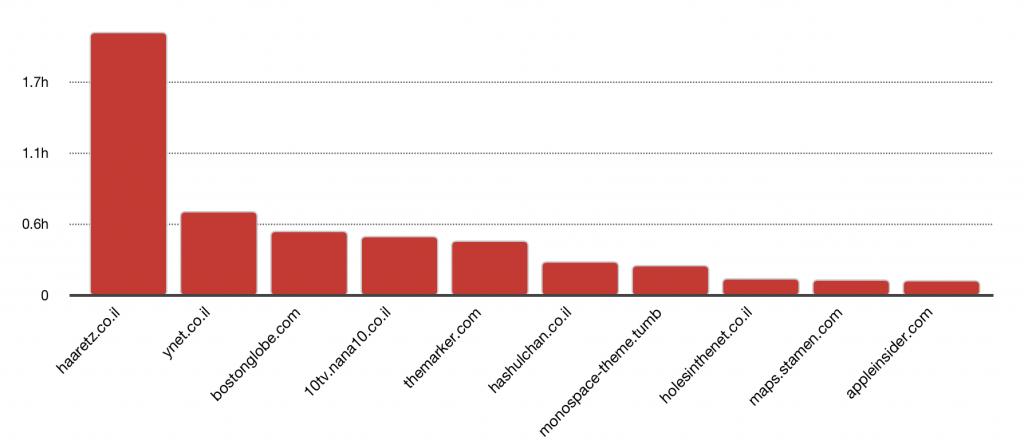 1.7h
1.1h
0.6h
0
haaretz.co.il
ynet.co.il
bostonglobe.com
10tv.nana10.co.il
themarker.com
hashulchan.co.il
monospace-theme.tumb
holesinthenet.co.il
maps.stamen.com
appleinsider.com